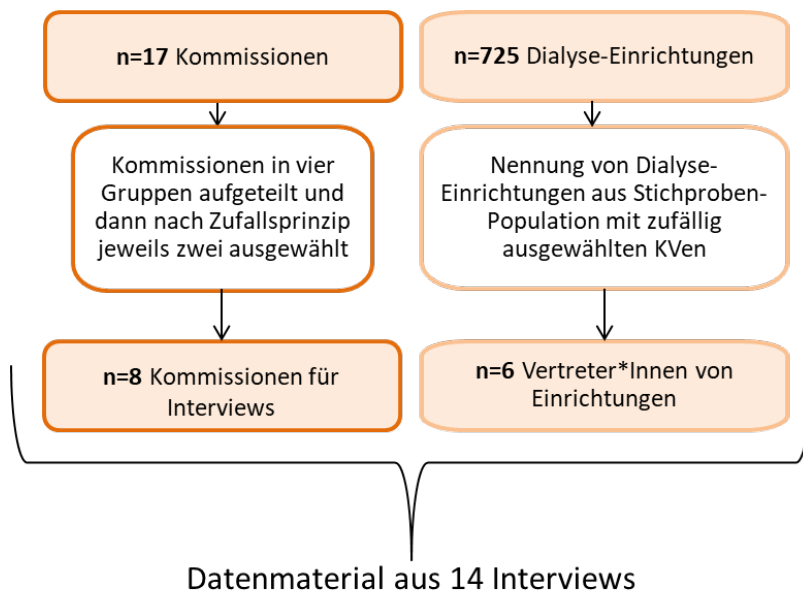 n=17 Kommissionen
n=725 Dialyse-Einrichtungen
Kommissionen in vier
Gruppen aufgeteilt und
dann nach Zufallsprinzip
jeweils zwei ausgewählt
Nennung von Dialyse-
Einrichtungen aus Stichproben-
Population mit zufällig
ausgewählten KVen
n=8 Kommissionen für
Interviews
n=6 Vertreter*Innen von
Einrichtungen
Datenmaterial aus 14 Interviews